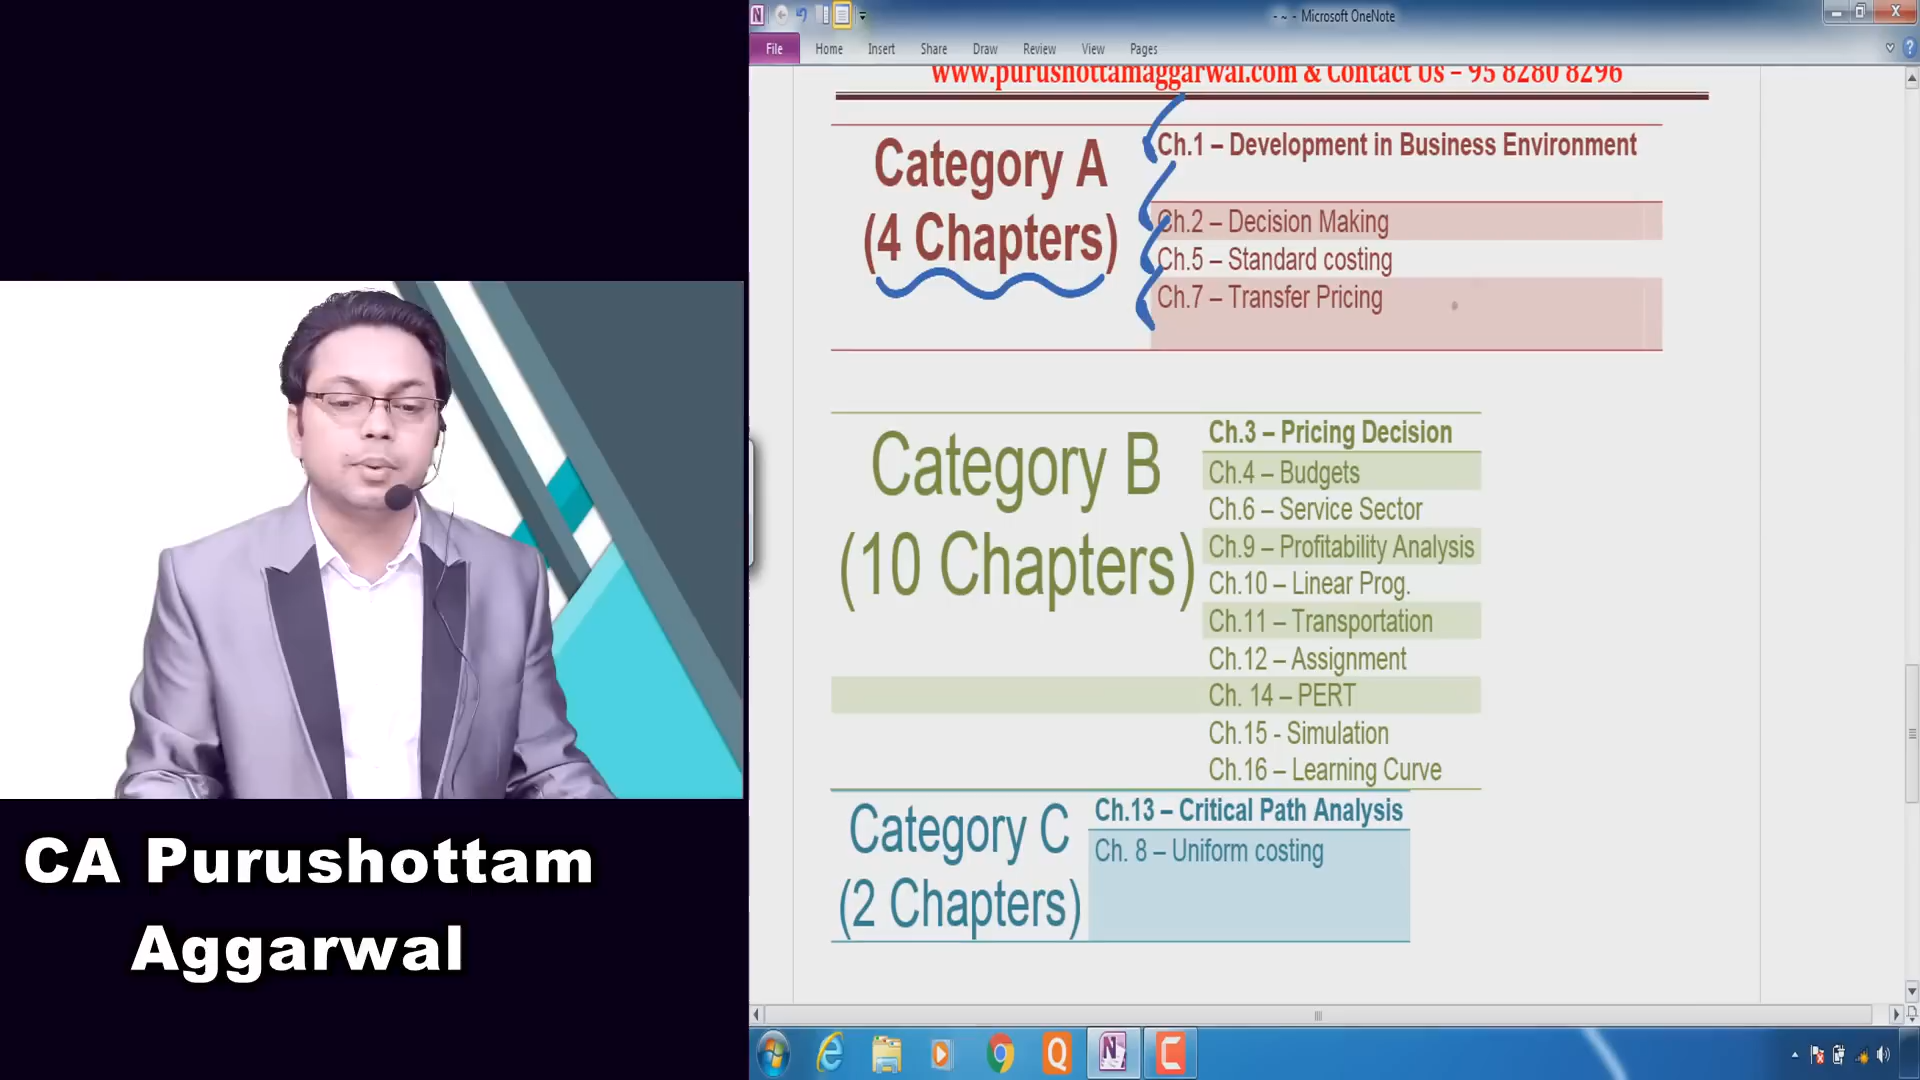 - ~ - Microsoft OneNote
File Home Insert Share Draw Review View Pages
www.purushottamaggarwal.com & Contact Us – 95 8280 8296
Category A
(4 Chapters)
Ch.1 – Development in Business Environment
Ch.2 – Decision Making
Ch.5 – Standard costing
Ch.7 – Transfer Pricing
Category B
(10 Chapters)
Ch.3 – Pricing Decision
Ch.4 – Budgets
Ch.6 – Service Sector
Ch.9 – Profitability Analysis
Ch.10 – Linear Prog.
Ch.11 – Transportation
Ch.12 – Assignment
Ch. 14 – PERT
Ch.15 - Simulation
Ch.16 – Learning Curve
Category C
(2 Chapters)
Ch.13 – Critical Path Analysis
Ch. 8 – Uniform costing
CA Purushottam
Aggarwal